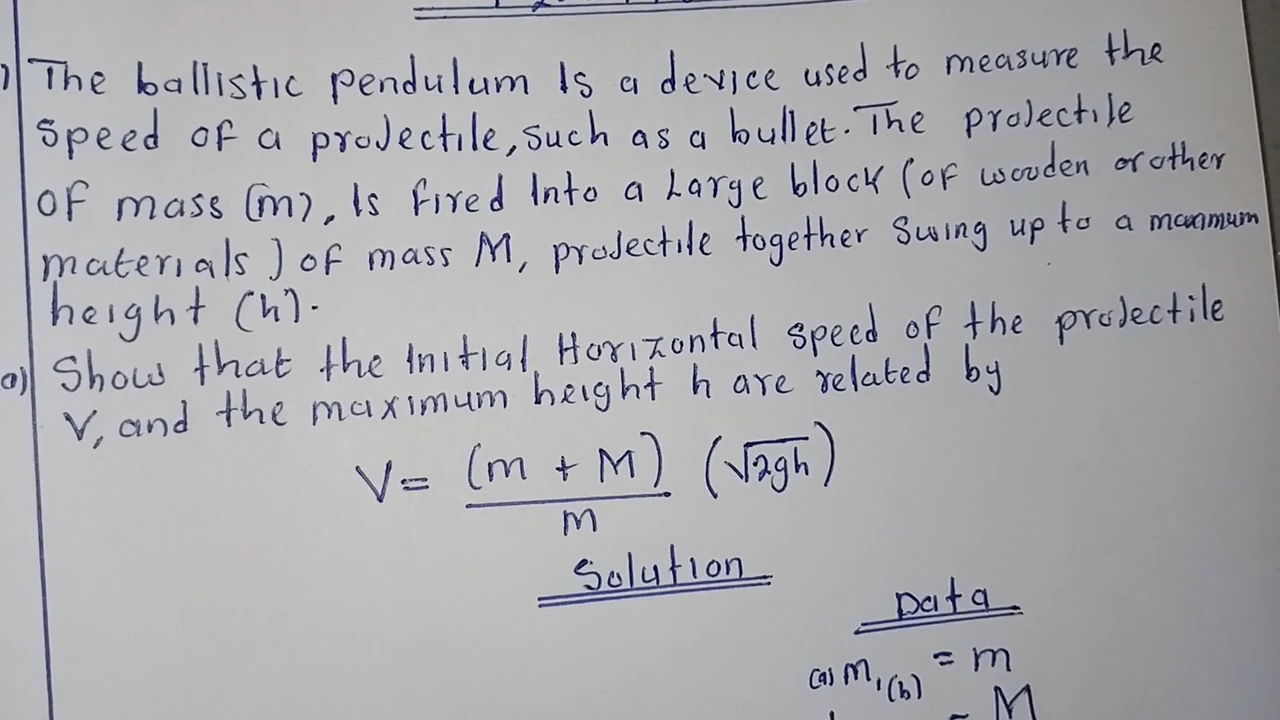 1) The ballistic pendulum Is a device used to measure the
speed of a projectile, such as a bullet. The projectile
of mass (m), Is fired Into a Large block (of wooden or other
materials) of mass M, projectile together swing up to a maximum
height (h).
a) Show that the Initial Horizontal speed of the projectile
V, and the maximum height h are related by
V = (m + M) (√2gh)
m
Solution
Data
m₁(b) = m
= M